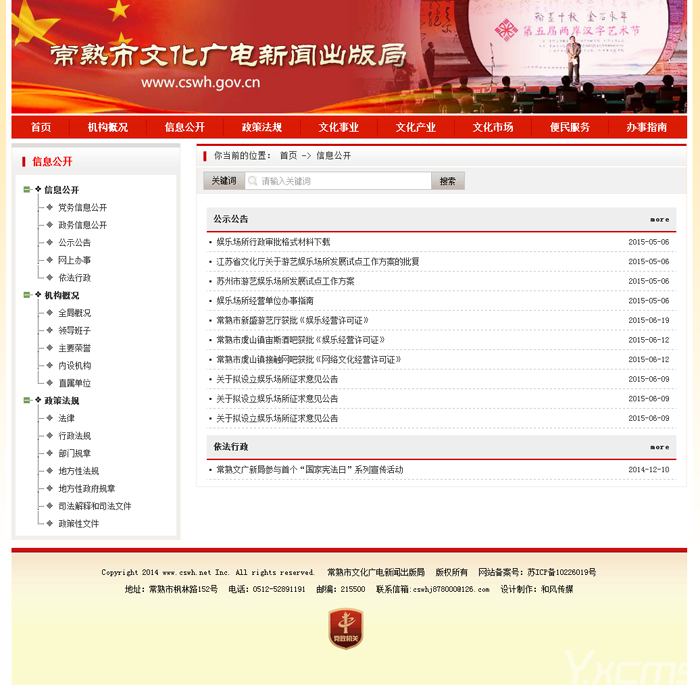 翰墨千秋 金石永年
第五届两岸汉字艺术节
常熟市文化广电新闻出版局
www.cswh.gov.cn
首页 机构概况 信息公开 政策法规 文化事业 文化产业 文化市场 便民服务 办事指南
信息公开
信息公开
党务信息公开
政务信息公开
公示公告
网上办事
依法行政
机构概况
全局概况
领导班子
主要荣誉
内设机构
直属单位
政策法规
法律
行政法规
部门规章
地方性法规
地方性政府规章
司法解释和司法文件
政策性文件
你当前的位置： 首页 -> 信息公开
关键词 请输入关键词 搜索
公示公告 more
娱乐场所行政审批格式材料下载 2015-05-06
江苏省文化厅关于游艺娱乐场所发展试点工作方案的批复 2015-05-06
苏州市游艺娱乐场所发展试点工作方案 2015-05-06
娱乐场所经营单位办事指南 2015-05-06
常熟市新盛游艺厅获批《娱乐经营许可证》 2015-06-19
常熟市虞山镇宙斯酒吧获批《娱乐经营许可证》 2015-06-12
常熟市虞山镇接触网吧获批《网络文化经营许可证》 2015-06-12
关于拟设立娱乐场所征求意见公告 2015-06-09
关于拟设立娱乐场所征求意见公告 2015-06-09
关于拟设立娱乐场所征求意见公告 2015-06-09
依法行政 more
常熟文广新局参与首个“国家宪法日”系列宣传活动 2014-12-10
Copyright 2014 www.cswh.net Inc. All rights reserved. 常熟市文化广电新闻出版局 版权所有 网站备案号：苏ICP备10226019号
地址：常熟市枫林路152号 电话：0512-52891191 邮编：215500 联系信箱:cswhj878000@126.com 设计制作：和风传媒
党政机关
Yxcms